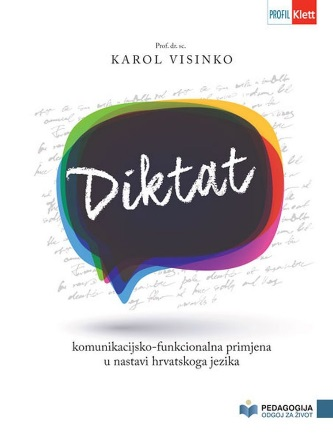 PROFIL Klett
Prof. dr. sc.
KAROL VISINKO
Diktat
komunikacijsko-funkcionalna primjena
u nastavi hrvatskoga jezika
PEDAGOGIJA
ODGOJ ZA ŽIVOT